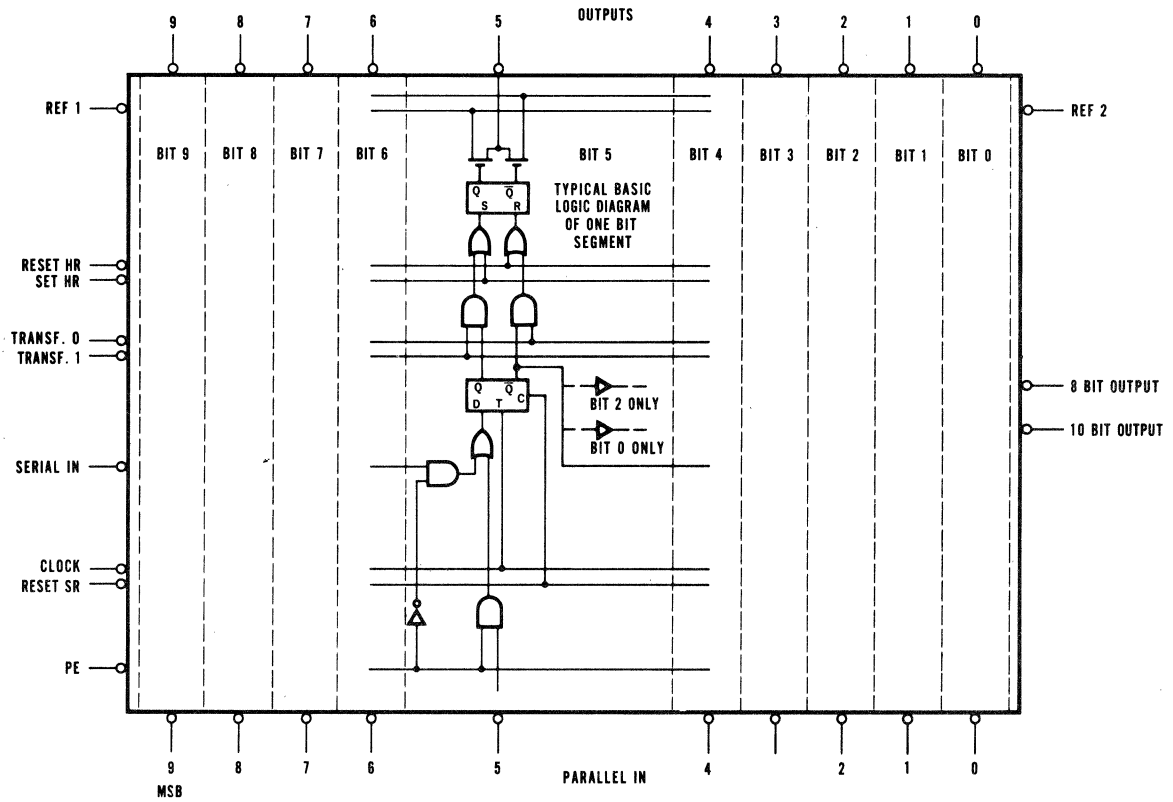 OUTPUTS
9 8 7 6 5 4 3 2 1 0
REF 1
REF 2
BIT 9 BIT 8 BIT 7 BIT 6 BIT 5 BIT 4 BIT 3 BIT 2 BIT 1 BIT 0
Q Q̅
S R
TYPICAL BASIC
LOGIC DIAGRAM
OF ONE BIT
SEGMENT
RESET HR
SET HR
TRANSF. 0
TRANSF. 1
Q Q̅
D T C
BIT 2 ONLY
BIT 0 ONLY
8 BIT OUTPUT
10 BIT OUTPUT
SERIAL IN
CLOCK
RESET SR
PE
9 8 7 6 5 4 2 1 0
MSB
PARALLEL IN